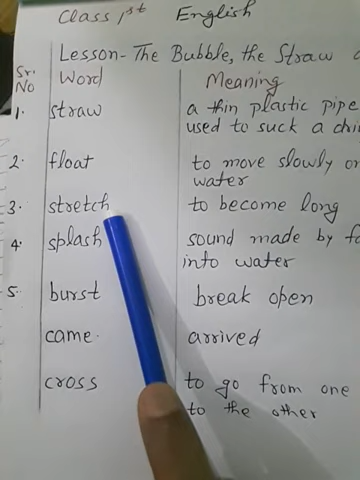 Class 1st English
Lesson- The Bubble, the Straw
Sr. No Word Meaning
1. straw a thin plastic pipe
used to suck a
2. float to move slowly on
water
3. stretch to become long
4. splash sound made by
into water
5. burst break open
came. arrived
cross to go from one
to the other